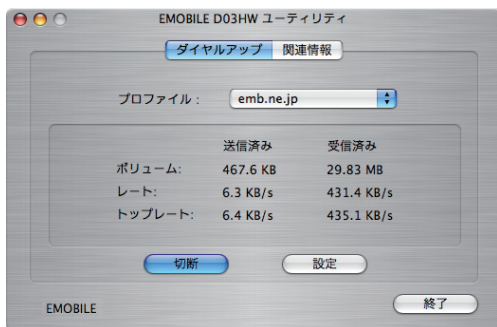 EMOBILE D03HW ユーティリティ
ダイヤルアップ 関連情報
プロファイル : emb.ne.jp
送信済み 受信済み
ボリューム: 467.6 KB 29.83 MB
レート: 6.3 KB/s 431.4 KB/s
トップレート: 6.4 KB/s 435.1 KB/s
切断 設定
EMOBILE 終了